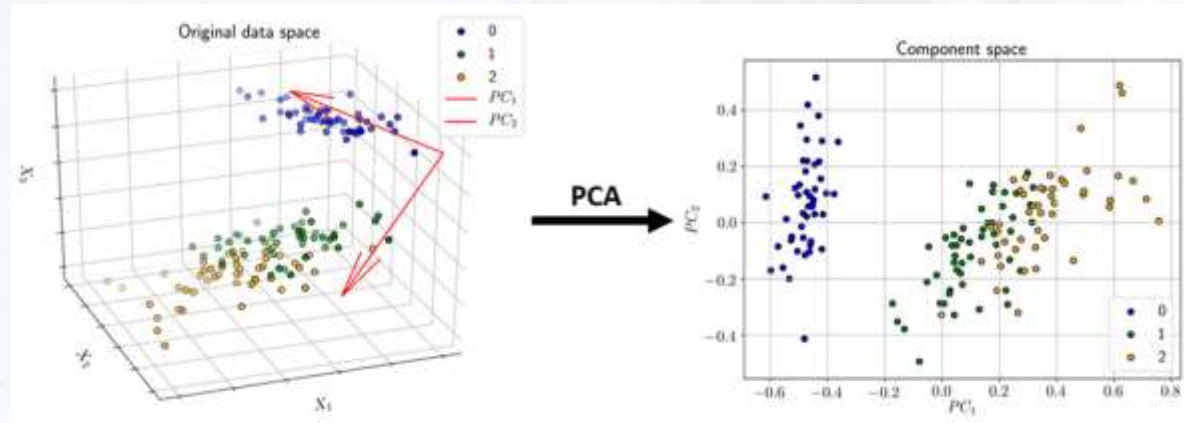 Original data space
0
1
2
PC₁
PC₂
X₃
X₂
X₁
PCA
Component space
0.4
0.2
0.0
−0.2
−0.4
PC₂
0
1
2
−0.6
−0.4
−0.2
0.0
0.2
0.4
0.6
0.8
PC₁